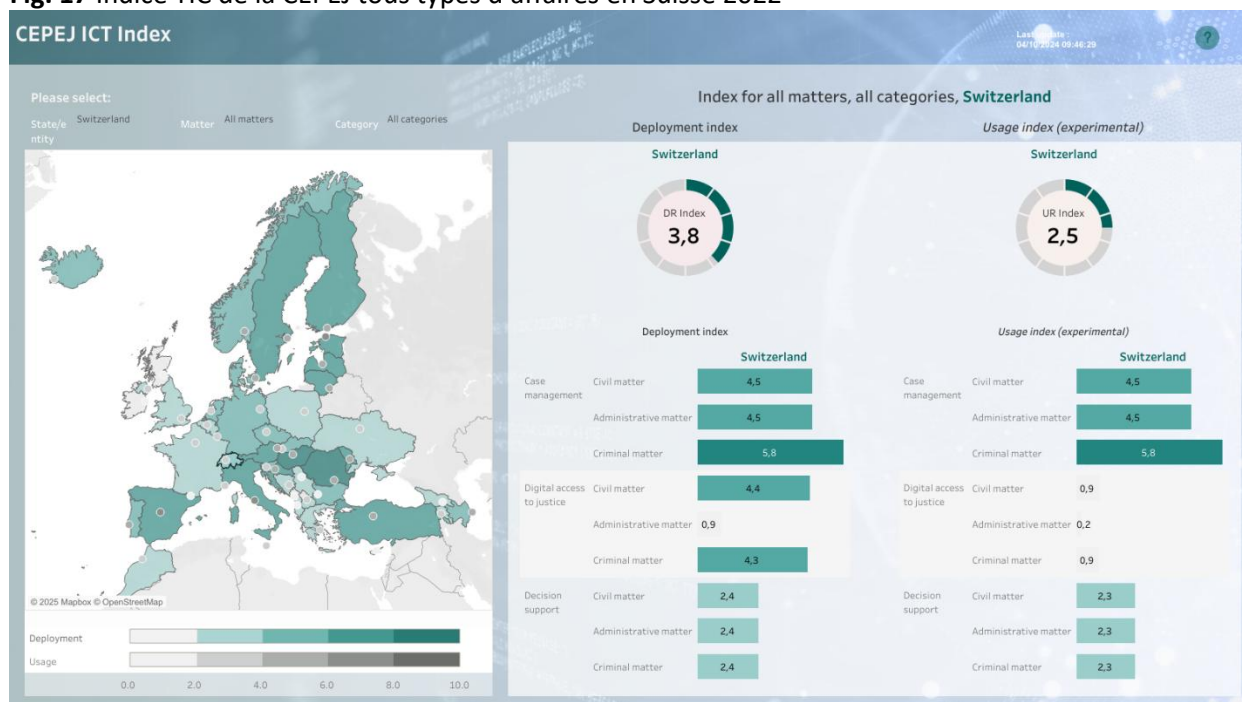 Fig. 17 Indice TIC de la CEPEJ tous types d'affaires en Suisse 2022
CEPEJ ICT Index
04/10/2024 09:46:29
?
Please select:
State/e
ntity
Switzerland
Matter
All matters
Category
All categories
Index for all matters, all categories, Switzerland
Deployment index
Usage index (experimental)
Switzerland
Switzerland
DR Index
3,8
UR Index
2,5
Deployment index
Switzerland
Case
management
Civil matter
4,5
Administrative matter
4,5
Criminal matter
5,8
Digital access
to justice
Civil matter
4,4
Administrative matter
0,9
Criminal matter
4,3
Decision
support
Civil matter
2,4
Administrative matter
2,4
Criminal matter
2,4
Usage index (experimental)
Switzerland
Case
management
Civil matter
4,5
Administrative matter
4,5
Criminal matter
5,8
Digital access
to justice
Civil matter
0,9
Administrative matter
0,2
Criminal matter
0,9
Decision
support
Civil matter
2,3
Administrative matter
2,3
Criminal matter
2,3
© 2025 Mapbox © OpenStreetMap
Deployment
Usage
0.0 2.0 4.0 6.0 8.0 10.0